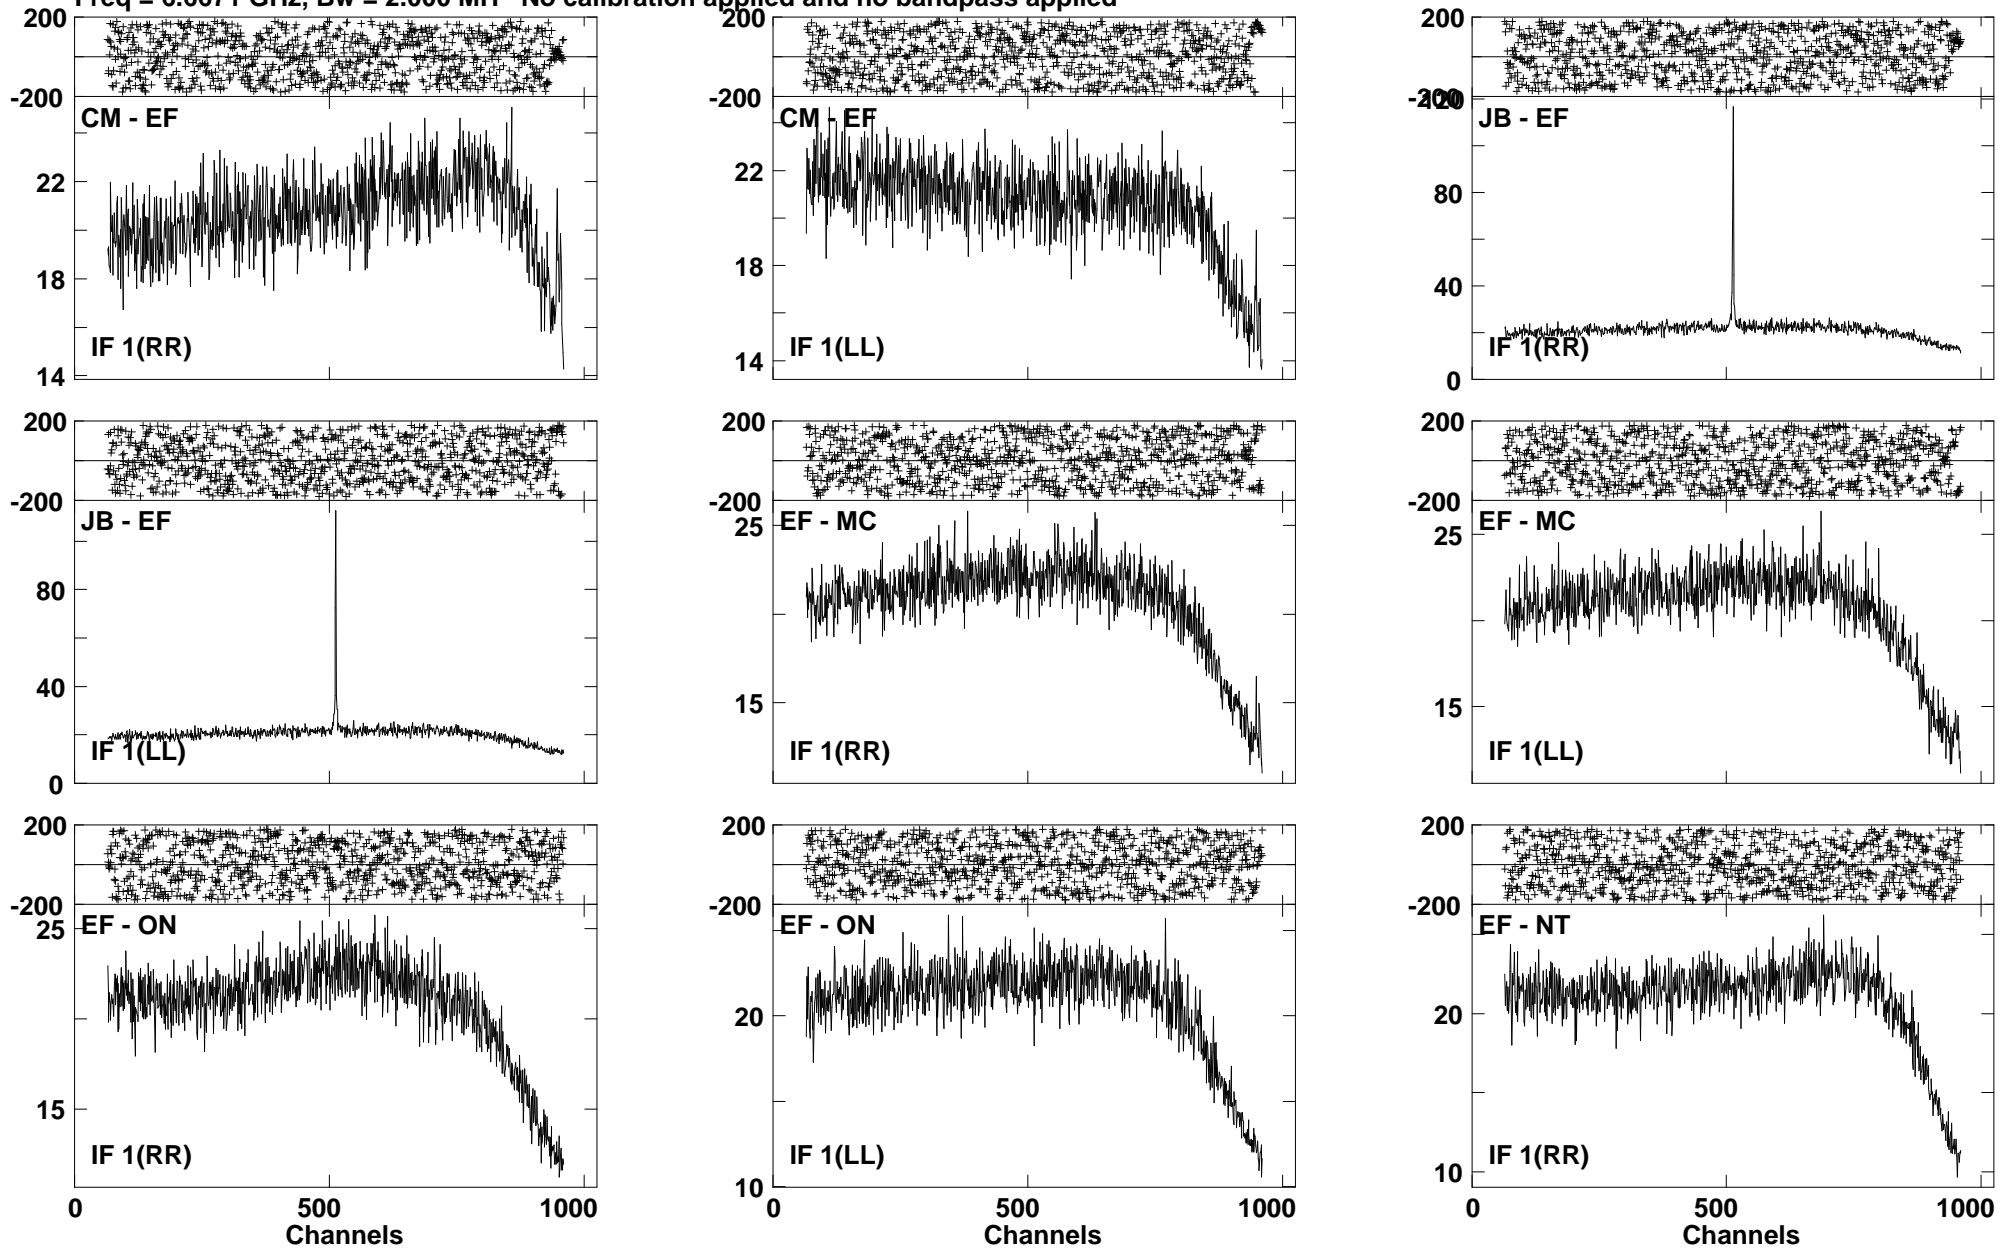 Freq = 6.6671 GHz, Bw = 2.000 MH No calibration applied and no bandpass applied
200
-200
CM - EF
22
18
14
IF 1(RR)
200
-200
CM - EF
22
18
14
IF 1(LL)
200
-200
120
JB - EF
80
40
0
IF 1(RR)
200
-200
JB - EF
80
40
0
IF 1(LL)
200
-200
EF - MC
25
15
IF 1(RR)
200
-200
EF - MC
25
15
IF 1(LL)
200
-200
EF - ON
25
15
IF 1(RR)
0 500 1000
Channels
200
-200
EF - ON
20
10
IF 1(LL)
0 500 1000
Channels
200
-200
EF - NT
20
10
IF 1(RR)
0 500 1000
Channels